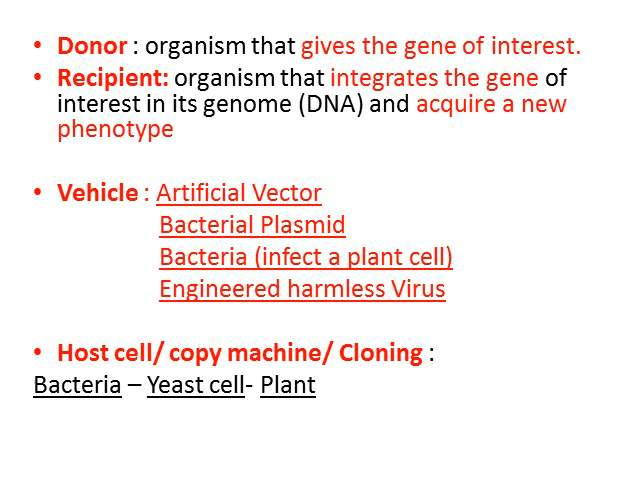 • Donor : organism that gives the gene of interest.
• Recipient: organism that integrates the gene of
interest in its genome (DNA) and acquire a new
phenotype
• Vehicle : Artificial Vector
Bacterial Plasmid
Bacteria (infect a plant cell)
Engineered harmless Virus
• Host cell/ copy machine/ Cloning :
Bacteria – Yeast cell- Plant